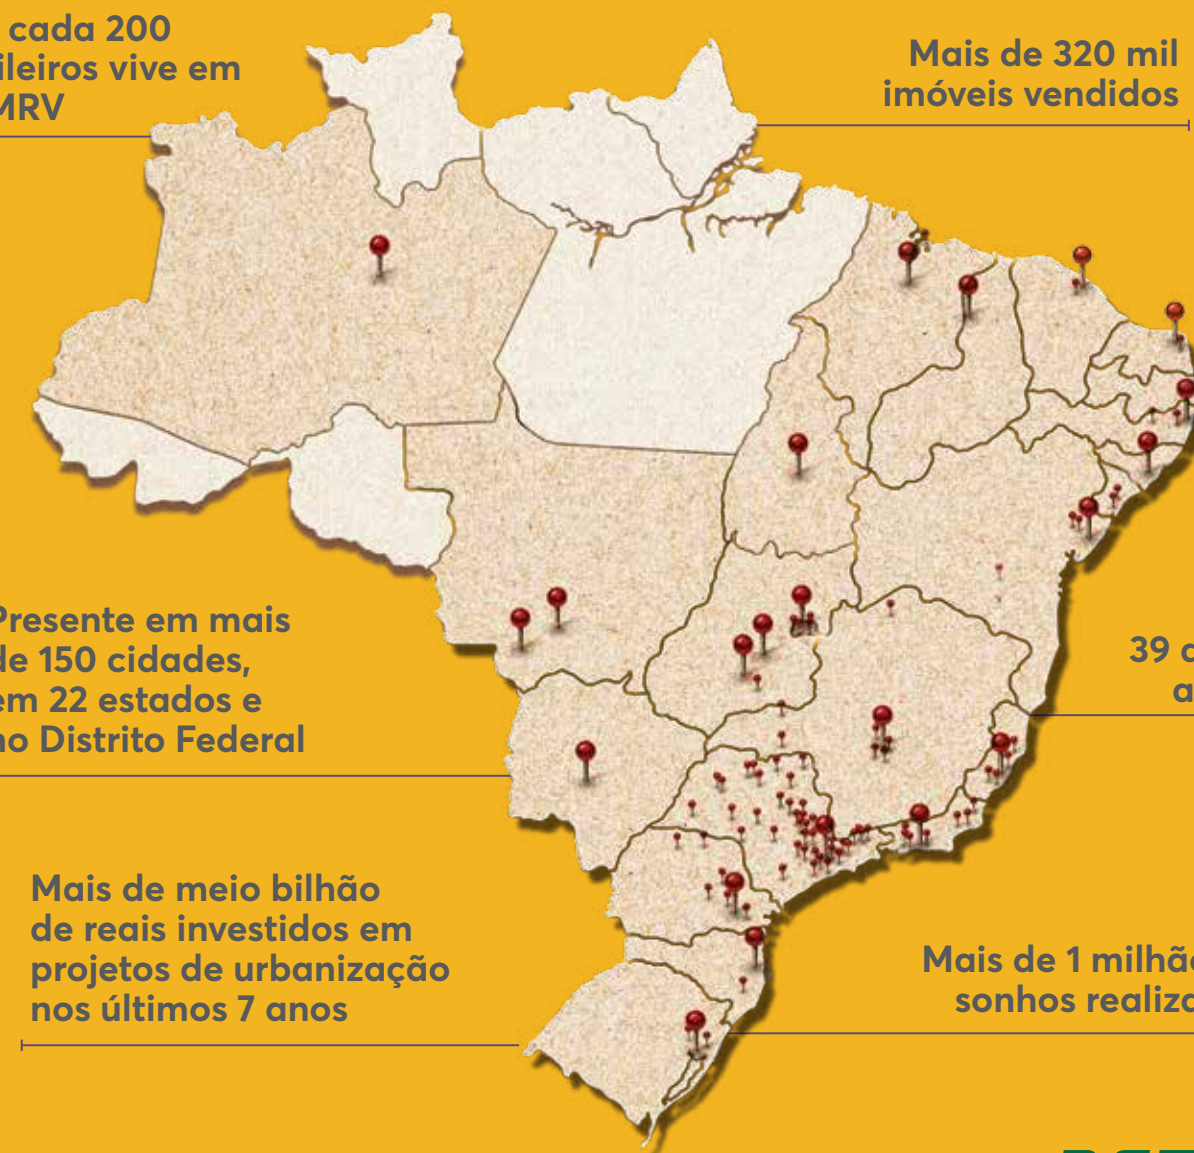 cada 200
ileiros vive em
MRV
Mais de 320 mil
imóveis vendidos
Presente em mais
de 150 cidades,
em 22 estados e
no Distrito Federal
39
Mais de meio bilhão
de reais investidos em
projetos de urbanização
nos últimos 7 anos
Mais de 1 milhão
sonhos realiza